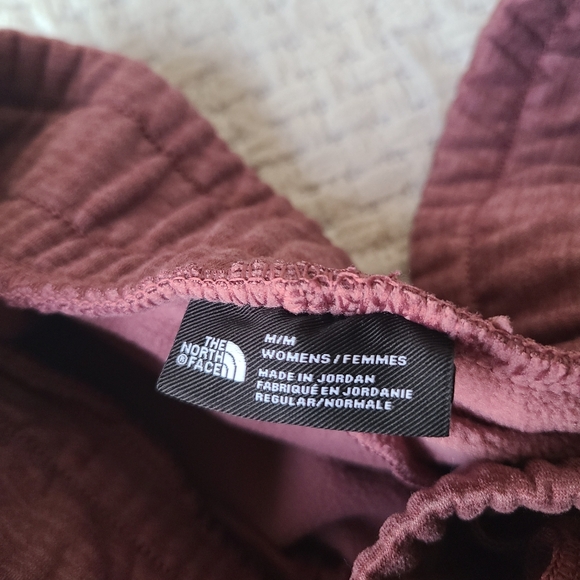 THE
NORTH
FACE
M/M
WOMENS/FEMMES
MADE IN JORDAN
FABRIQUÉ EN JORDANIE
REGULAR/NORMALE